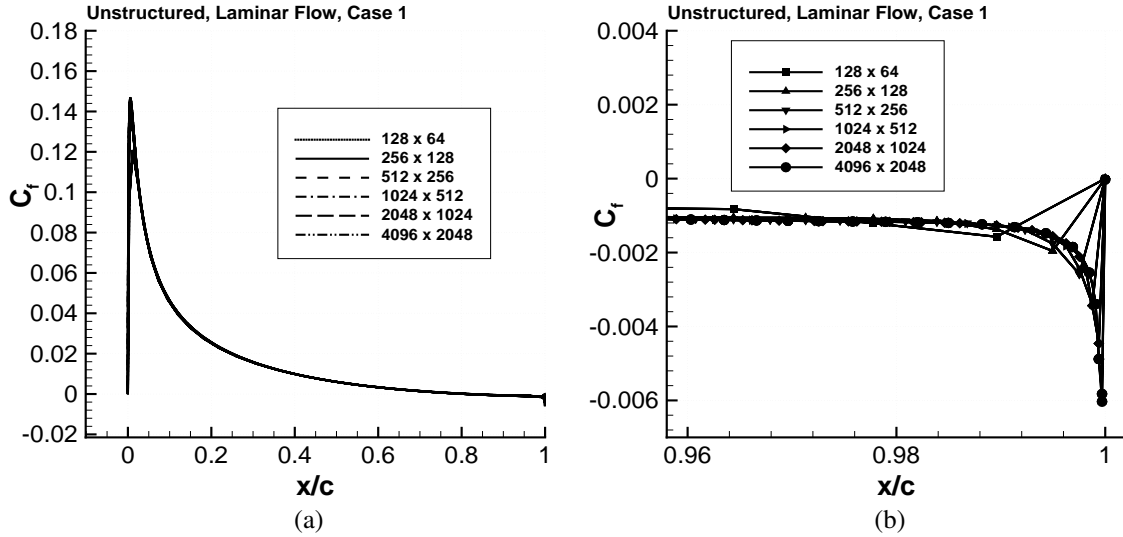 Unstructured, Laminar Flow, Case 1
0.18
0.16
0.14
0.12
0.1
0.08
0.06
0.04
0.02
0
-0.02
C_f
128 x 64
256 x 128
512 x 256
1024 x 512
2048 x 1024
4096 x 2048
0 0.2 0.4 0.6 0.8 1
x/c
(a)
Unstructured, Laminar Flow, Case 1
0.004
0.002
0
-0.002
-0.004
-0.006
C_f
128 x 64
256 x 128
512 x 256
1024 x 512
2048 x 1024
4096 x 2048
0.96 0.98 1
x/c
(b)